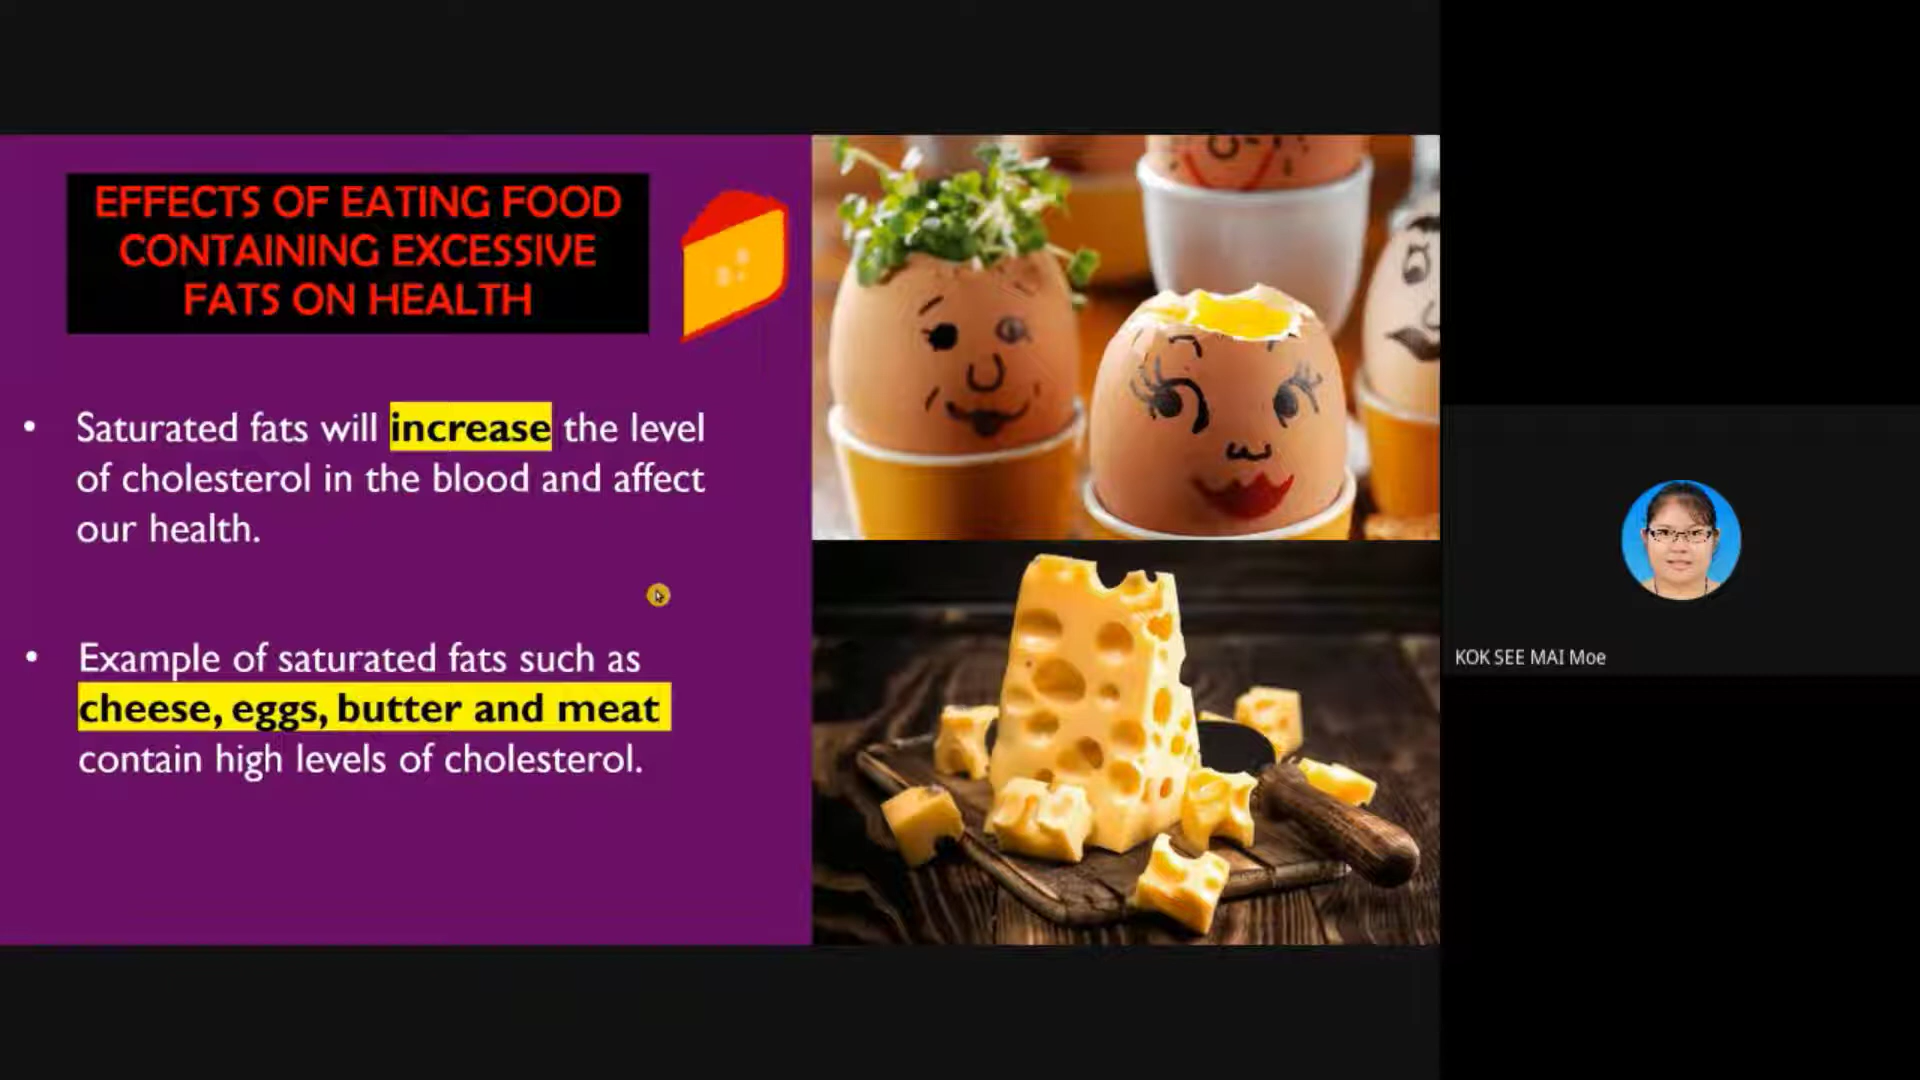 EFFECTS OF EATING FOOD
CONTAINING EXCESSIVE
FATS ON HEALTH
• Saturated fats will increase the level
of cholesterol in the blood and affect
our health.
• Example of saturated fats such as
cheese, eggs, butter and meat
contain high levels of cholesterol.
KOK SEE MAI Moe